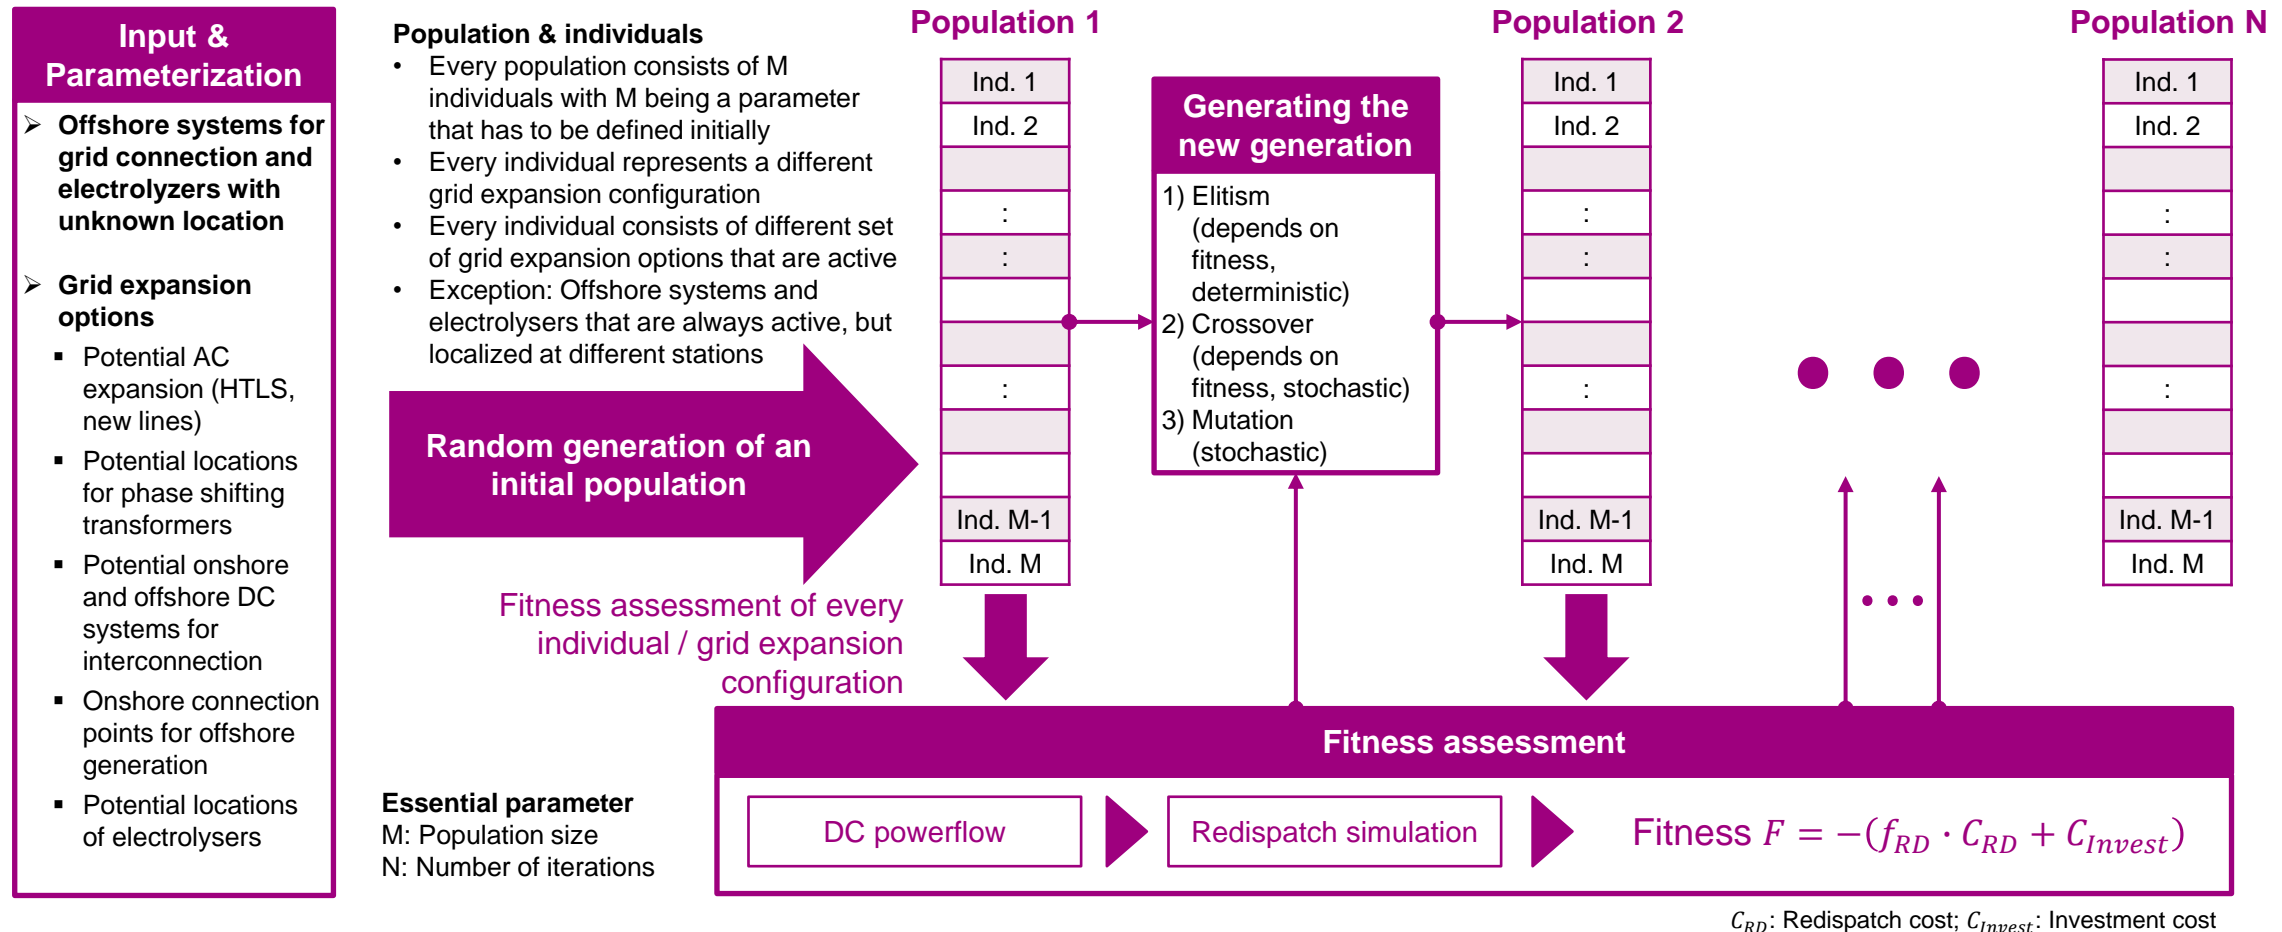 Input &
Parameterization
➢ Offshore systems for
grid connection and
electrolyzers with
unknown location
➢ Grid expansion
options
▪ Potential AC
expansion (HTLS,
new lines)
▪ Potential locations
for phase shifting
transformers
▪ Potential onshore
and offshore DC
systems for
interconnection
▪ Onshore connection
points for offshore
generation
▪ Potential locations
of electrolysers
Population & individuals
• Every population consists of M
individuals with M being a parameter
that has to be defined initially
• Every individual represents a different
grid expansion configuration
• Every individual consists of different set
of grid expansion options that are active
• Exception: Offshore systems and
electrolysers that are always active, but
localized at different stations
Random generation of an
initial population
Fitness assessment of every
individual / grid expansion
configuration
Essential parameter
M: Population size
N: Number of iterations
Population 1
Ind. 1
Ind. 2
:
:
:
Ind. M-1
Ind. M
Generating the
new generation
1) Elitism
(depends on
fitness,
deterministic)
2) Crossover
(depends on
fitness, stochastic)
3) Mutation
(stochastic)
Population 2
Ind. 1
Ind. 2
:
:
:
Ind. M-1
Ind. M
Population N
Ind. 1
Ind. 2
:
:
:
Ind. M-1
Ind. M
Fitness assessment
DC powerflow
Redispatch simulation
Fitness F = −(f_RD · C_RD + C_Invest)
C_RD: Redispatch cost; C_Invest: Investment cost